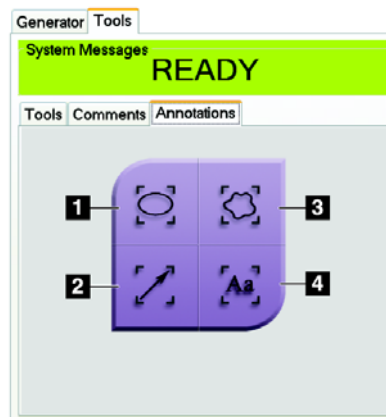 Generator Tools
System Messages
READY
Tools Comments Annotations
1
3
2
4
Aa